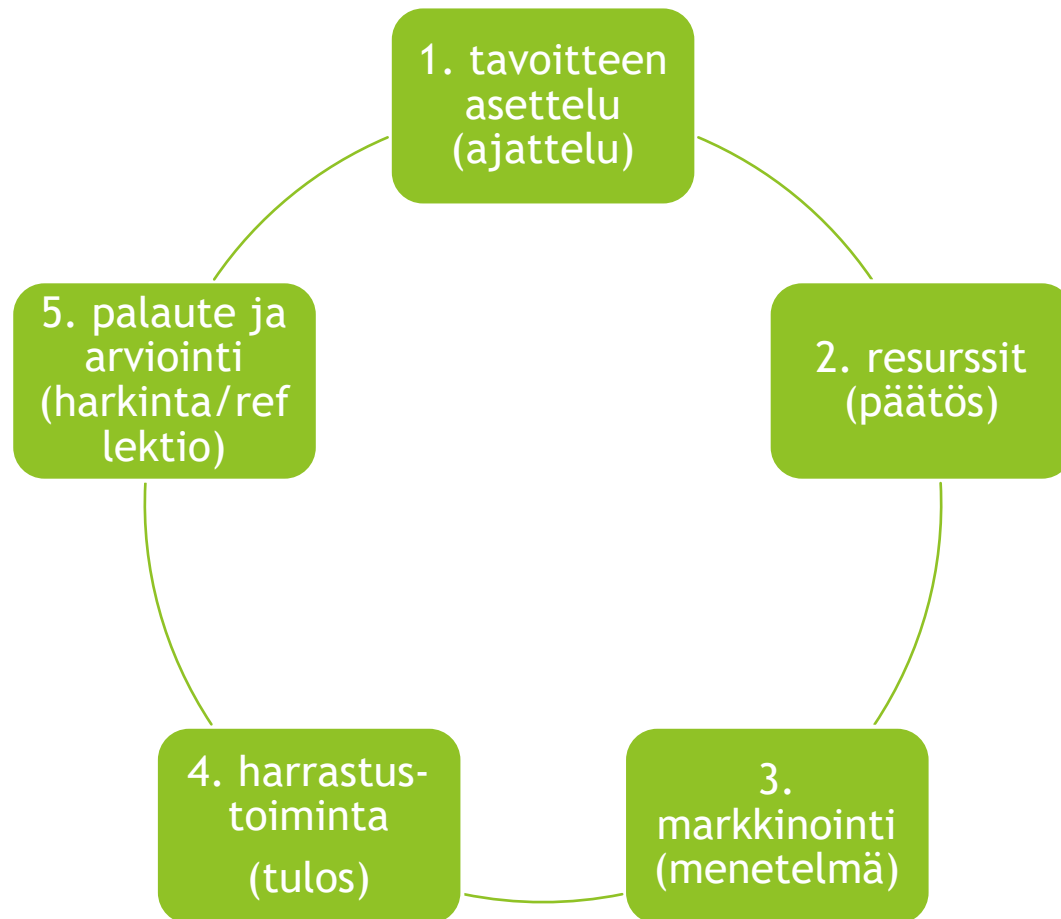 1. tavoitteen
asettelu
(ajattelu)
2. resurssit
(päätös)
3.
markkinointi
(menetelmä)
4. harrastus-
toiminta
(tulos)
5. palaute ja
arviointi
(harkinta/ref
lektio)